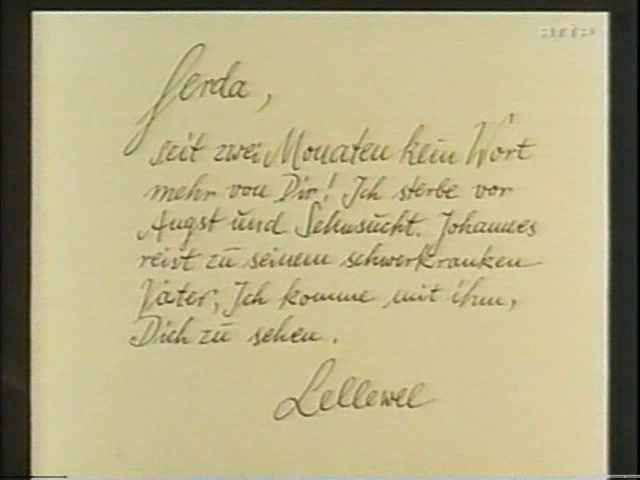 Gerda,
seit zwei Monaten kein Wort
mehr von Dir! Ich sterbe vor
Angst und Sehnsucht. Johannes
reist zu seinem schwerkranken
Vater, Ich komme mit ihm,
Dich zu sehen.
Lellewel